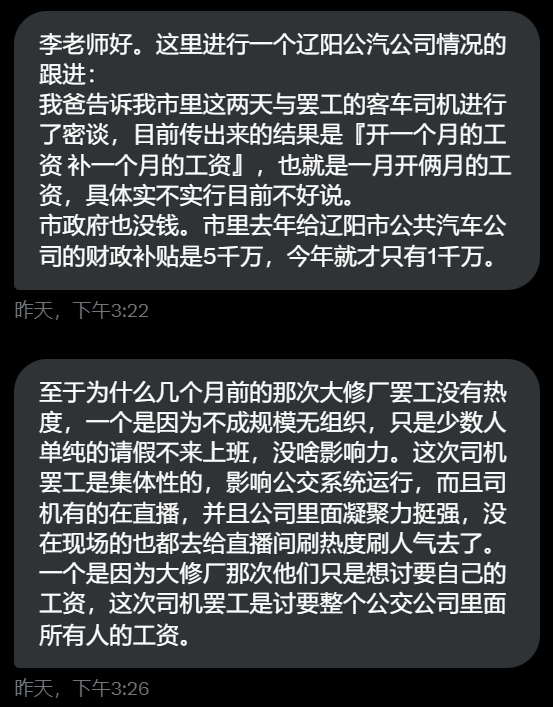 李老师好。这里进行一个辽阳公汽公司情况的
跟进：
我爸告诉我市里这两天与罢工的客车司机进行
了密谈，目前传出来的结果是『开一个月的工
资 补一个月的工资』，也就是一月开俩月的工
资，具体实不实行目前不好说。
市政府也没钱。市里去年给辽阳市公共汽车公
司的财政补贴是5千万，今年就才只有1千万。
昨天，下午3:22
至于为什么几个月前的那次大修厂罢工没有热
度，一个是因为不成规模无组织，只是少数人
单纯的请假不来上班，没啥影响力。这次司机
罢工是集体性的，影响公交系统运行，而且司
机有的在直播，并且公司里面凝聚力挺强，没
在现场的也都去给直播间刷热度刷人气去了。
一个是因为大修厂那次他们只是想讨要自己的
工资，这次司机罢工是讨要整个公交公司里面
所有人的工资。
昨天，下午3:26